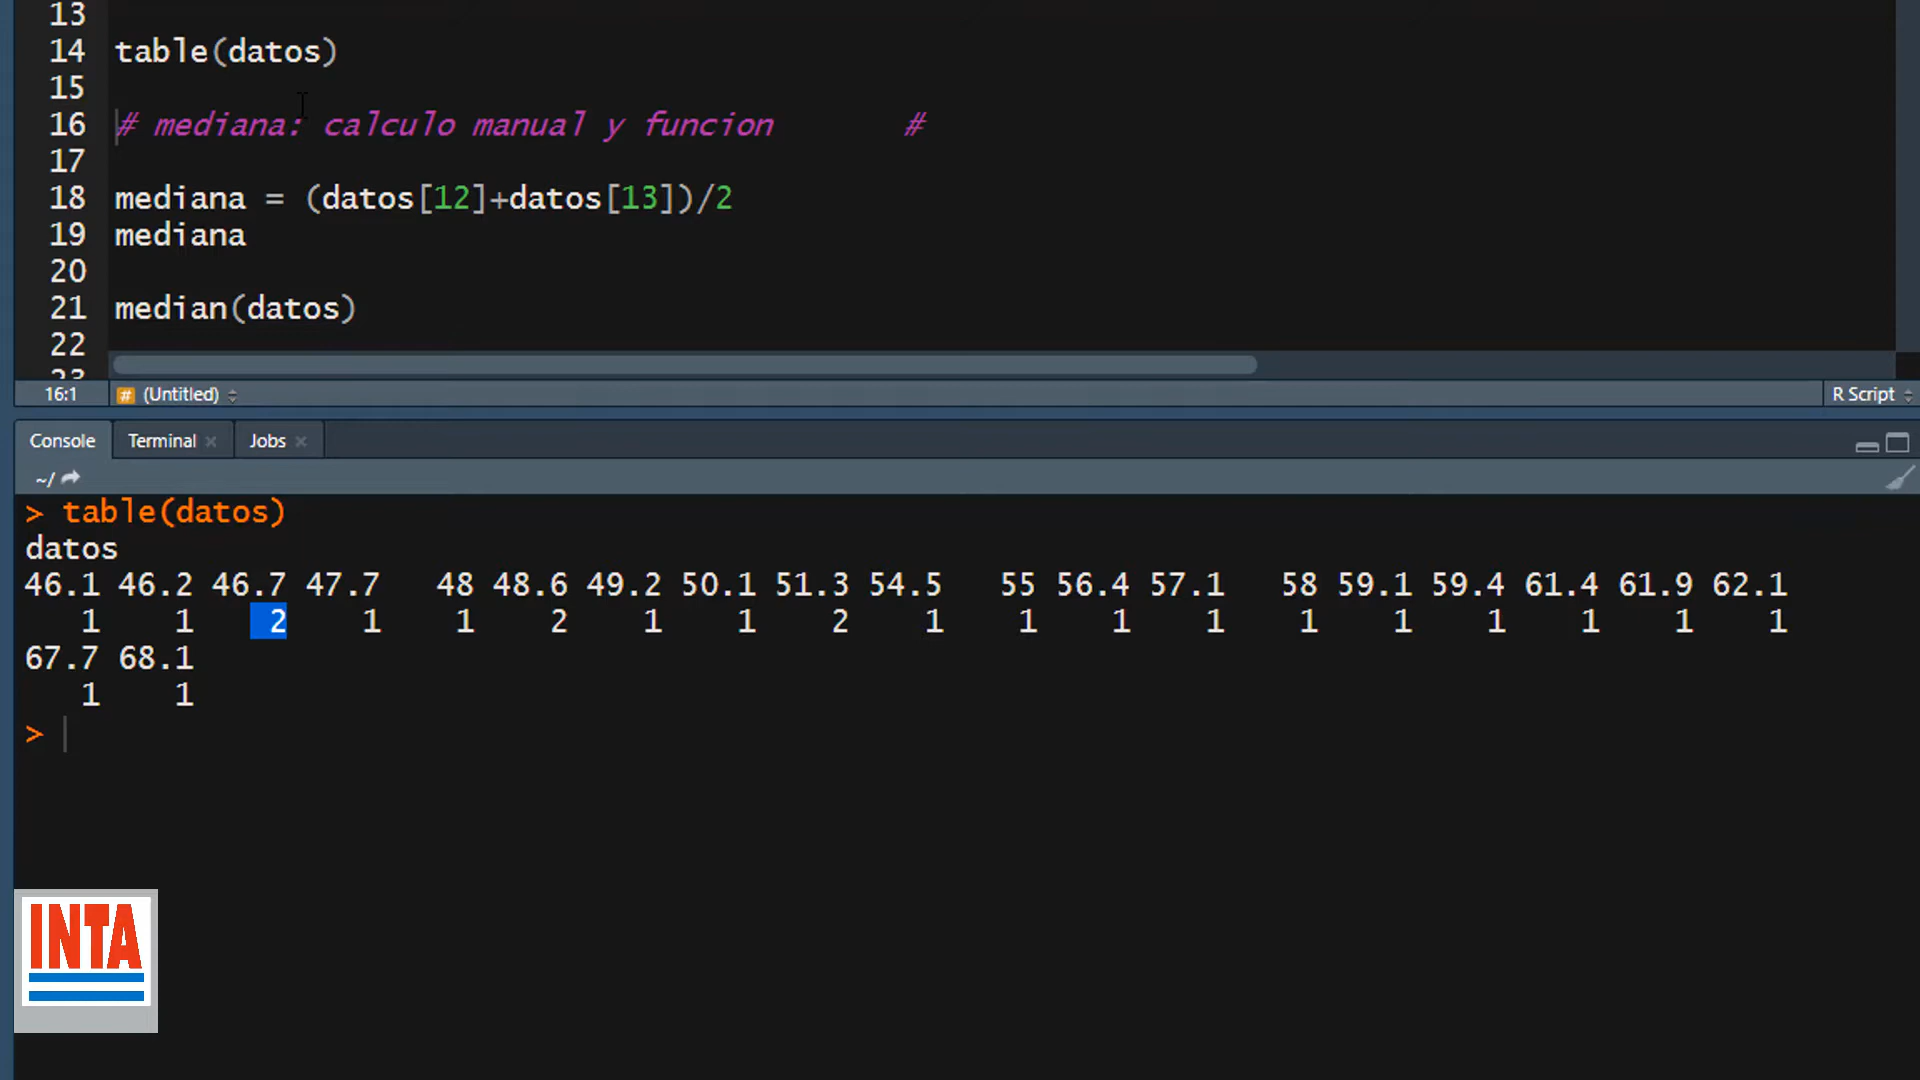 13
14 table(datos)
15
16 # mediana: calculo manual y funcion #
17
18 mediana = (datos[12]+datos[13])/2
19 mediana
20
21 median(datos)
22
23
16:1 # (Untitled) R Script
Console Terminal Jobs
~/
> table(datos)
datos
46.1 46.2 46.7 47.7 48 48.6 49.2 50.1 51.3 54.5 55 56.4 57.1 58 59.1 59.4 61.4 61.9 62.1
1 1 2 1 1 2 1 1 2 1 1 1 1 1 1 1 1 1 1
67.7 68.1
1 1
>
INTA